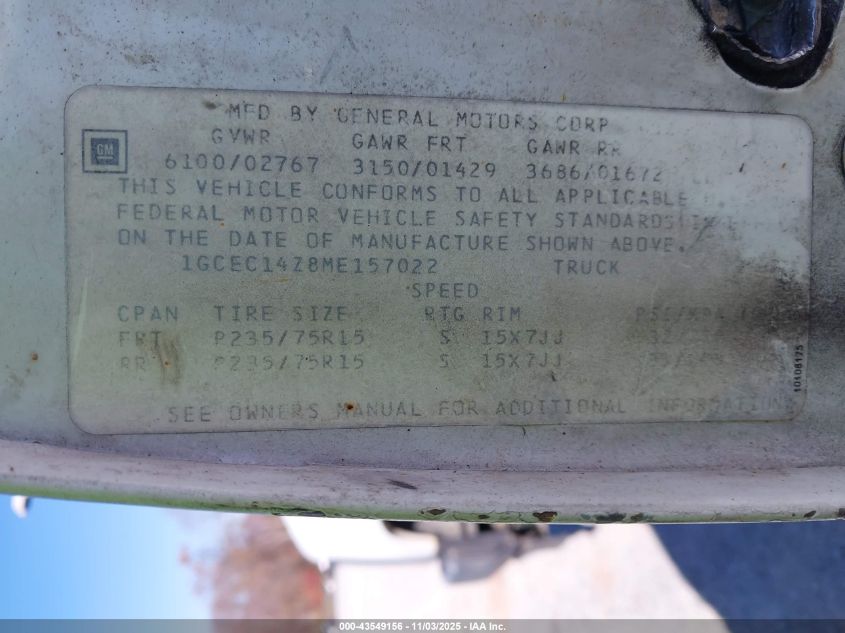 MFD BY GENERAL MOTORS CORP
GVWR GAWR FRT GAWR RR
GM
6100/02767 3150/01429 3686/01672
THIS VEHICLE CONFORMS TO ALL APPLICABLE
FEDERAL MOTOR VEHICLE SAFETY STANDARDS
ON THE DATE OF MANUFACTURE SHOWN ABOVE.
1GCEC14Z8ME157022 TRUCK
SPEED
CPAN TIRE SIZE RTG RIM
FRT P235/75R15 S 15X7JJ
RR P235/75R15 S 15X7JJ
10108175
SEE OWNERS MANUAL FOR ADDITIONAL INFORMATION
000-43549156 - 11/03/2025 - IAA Inc.